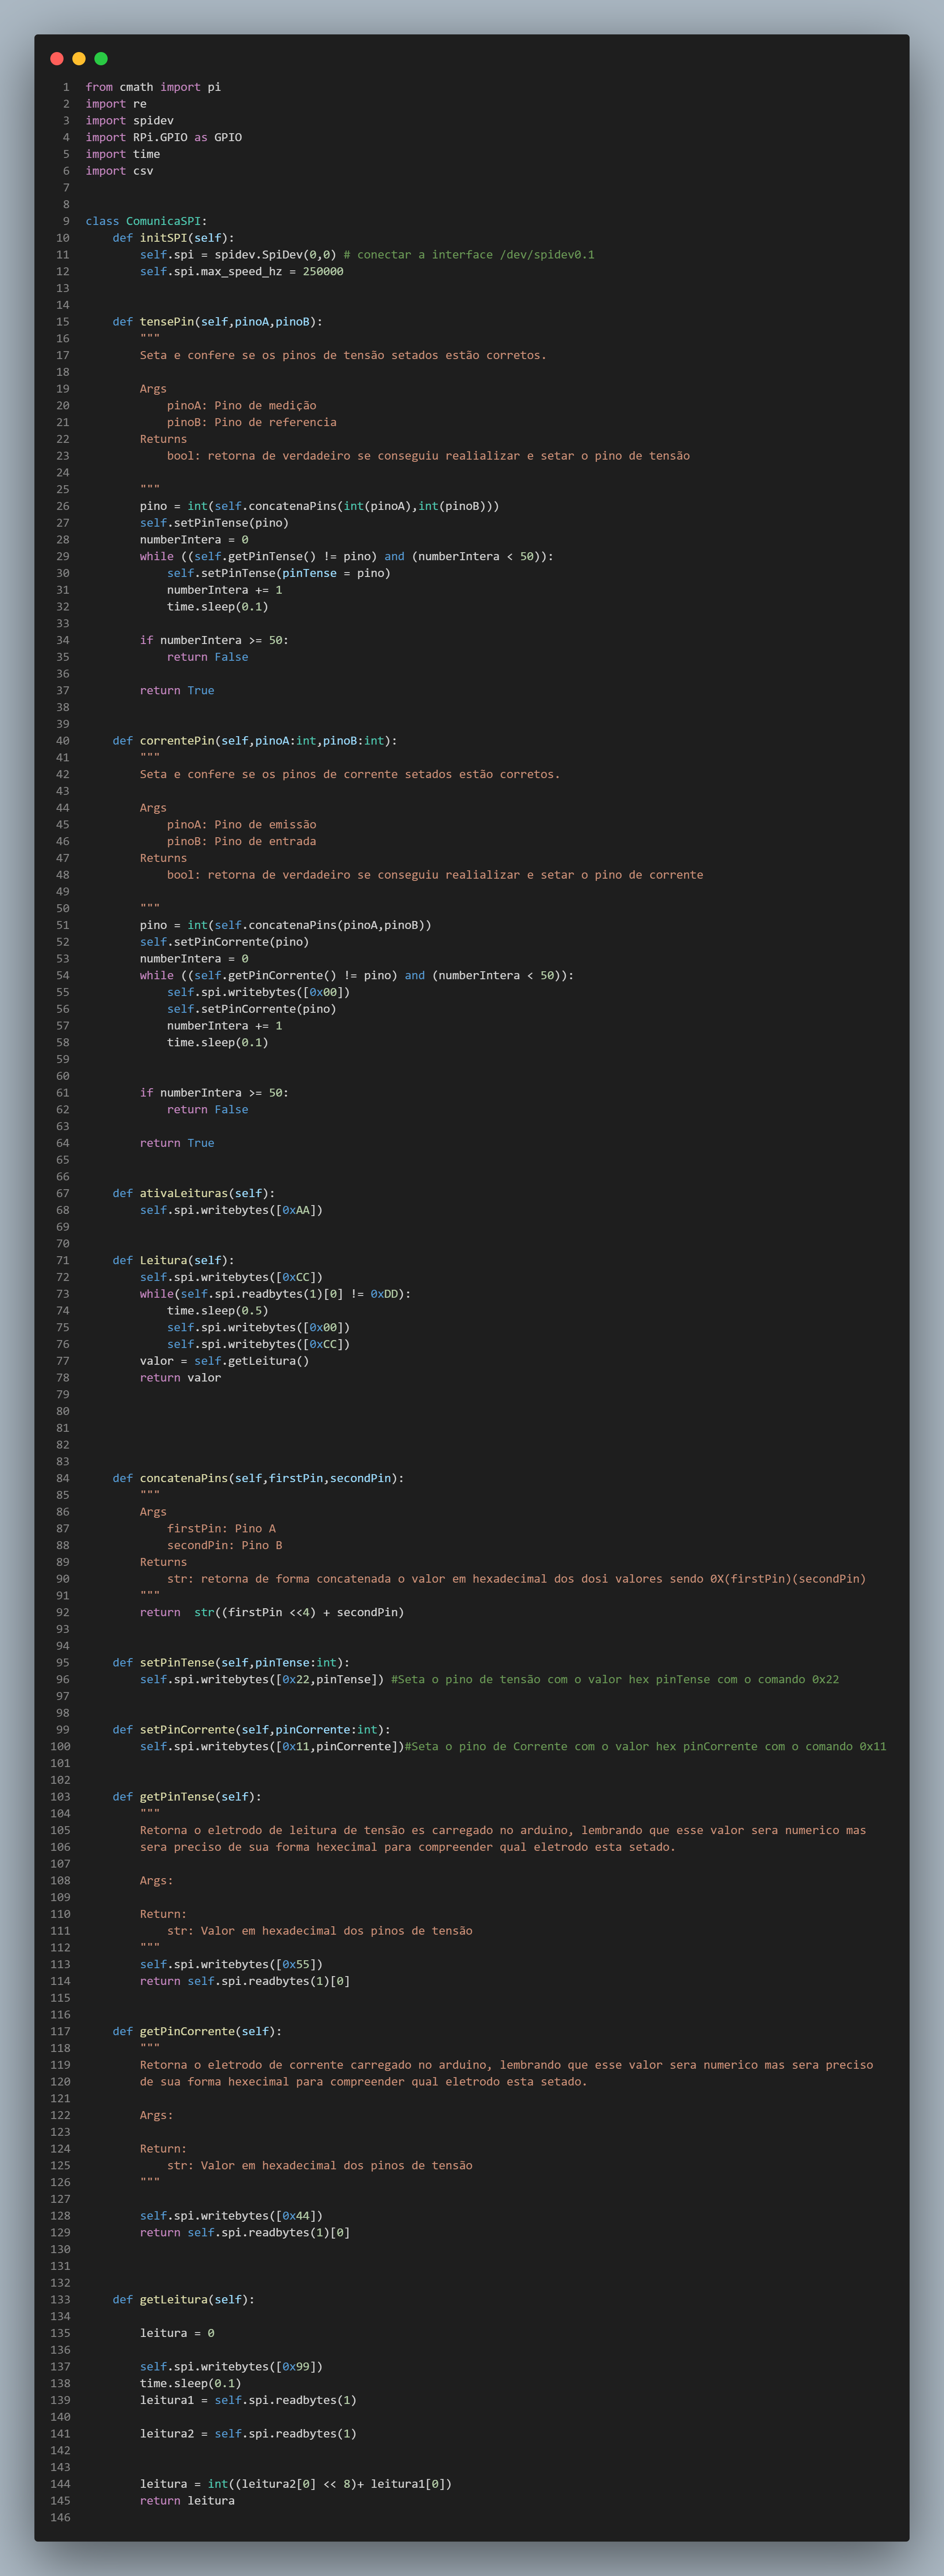 1 from cmath import pi
2 import re
3 import spidev
4 import RPi.GPIO as GPIO
5 import time
6 import csv
7
8
9 class ComunicaSPI:
10     def initSPI(self):
11         self.spi = spidev.SpiDev(0,0) # conectar a interface /dev/spidev0.1
12         self.spi.max_speed_hz = 250000
13
14
15     def tensePin(self,pinoA,pinoB):
16         """
17         Seta e confere se os pinos de tensão setados estão corretos.
18
19         Args
20             pinoA: Pino de medição
21             pinoB: Pino de referencia
22         Returns
23             bool: retorna de verdadeiro se conseguiu realializar e setar o pino de tensão
24
25         """
26         pino = int(self.concatenaPins(int(pinoA),int(pinoB)))
27         self.setPinTense(pino)
28         numberIntera = 0
29         while ((self.getPinTense() != pino) and (numberIntera < 50)):
30             self.setPinTense(pinTense = pino)
31             numberIntera += 1
32             time.sleep(0.1)
33
34         if numberIntera >= 50:
35             return False
36
37         return True
38
39
40     def correntePin(self,pinoA:int,pinoB:int):
41         """
42         Seta e confere se os pinos de corrente setados estão corretos.
43
44         Args
45             pinoA: Pino de emissão
46             pinoB: Pino de entrada
47         Returns
48             bool: retorna de verdadeiro se conseguiu realializar e setar o pino de corrente
49
50         """
51         pino = int(self.concatenaPins(pinoA,pinoB))
52         self.setPinCorrente(pino)
53         numberIntera = 0
54         while ((self.getPinCorrente() != pino) and (numberIntera < 50)):
55             self.spi.writebytes([0x00])
56             self.setPinCorrente(pino)
57             numberIntera += 1
58             time.sleep(0.1)
59
60
61         if numberIntera >= 50:
62             return False
63
64         return True
65
66
67     def ativaLeituras(self):
68         self.spi.writebytes([0xAA])
69
70
71     def Leitura(self):
72         self.spi.writebytes([0xCC])
73         while(self.spi.readbytes(1)[0] != 0xDD):
74             time.sleep(0.5)
75             self.spi.writebytes([0x00])
76             self.spi.writebytes([0xCC])
77         valor = self.getLeitura()
78         return valor
79
80
81
82
83
84     def concatenaPins(self,firstPin,secondPin):
85         """
86         Args
87             firstPin: Pino A
88             secondPin: Pino B
89         Returns
90             str: retorna de forma concatenada o valor em hexadecimal dos dosi valores sendo 0X(firstPin)(secondPin)
91         """
92         return  str((firstPin <<4) + secondPin)
93
94
95     def setPinTense(self,pinTense:int):
96         self.spi.writebytes([0x22,pinTense]) #Seta o pino de tensão com o valor hex pinTense com o comando 0x22
97
98
99     def setPinCorrente(self,pinCorrente:int):
100         self.spi.writebytes([0x11,pinCorrente])#Seta o pino de Corrente com o valor hex pinCorrente com o comando 0x11
101
102
103     def getPinTense(self):
104         """
105         Retorna o eletrodo de leitura de tensão es carregado no arduino, lembrando que esse valor sera numerico mas
106         sera preciso de sua forma hexecimal para compreender qual eletrodo esta setado.
107
108         Args:
109
110         Return:
111             str: Valor em hexadecimal dos pinos de tensão
112         """
113         self.spi.writebytes([0x55])
114         return self.spi.readbytes(1)[0]
115
116
117     def getPinCorrente(self):
118         """
119         Retorna o eletrodo de corrente carregado no arduino, lembrando que esse valor sera numerico mas sera preciso
120         de sua forma hexecimal para compreender qual eletrodo esta setado.
121
122         Args:
123
124         Return:
125             str: Valor em hexadecimal dos pinos de tensão
126         """
127
128         self.spi.writebytes([0x44])
129         return self.spi.readbytes(1)[0]
130
131
132
133     def getLeitura(self):
134
135         leitura = 0
136
137         self.spi.writebytes([0x99])
138         time.sleep(0.1)
139         leitura1 = self.spi.readbytes(1)
140
141         leitura2 = self.spi.readbytes(1)
142
143
144         leitura = int((leitura2[0] << 8)+ leitura1[0])
145         return leitura
146